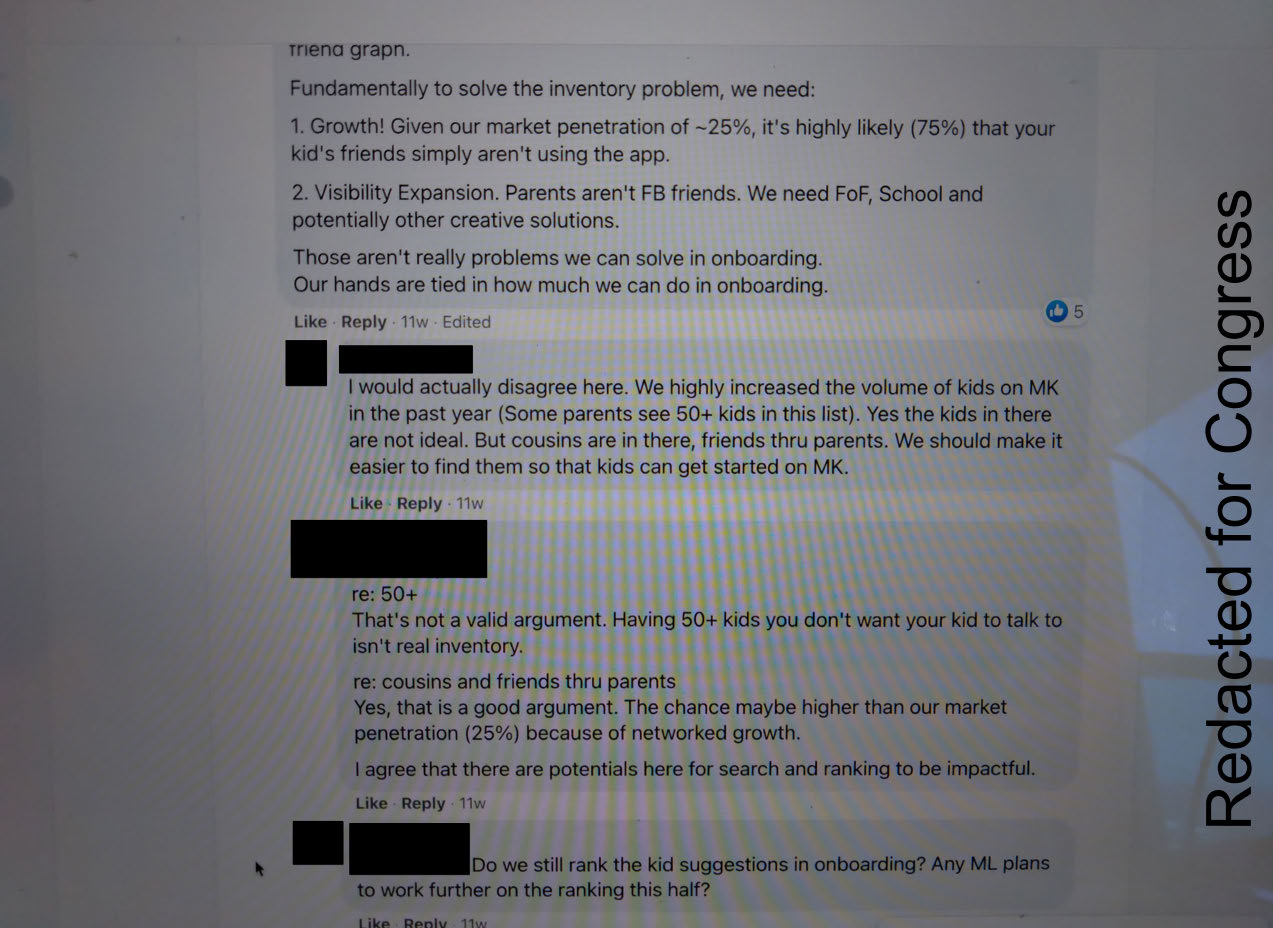 friend graph.
Fundamentally to solve the inventory problem, we need:
1. Growth! Given our market penetration of ~25%, it's highly likely (75%) that your
kid's friends simply aren't using the app.
2. Visibility Expansion. Parents aren't FB friends. We need FoF, School and
potentially other creative solutions.
Those aren't really problems we can solve in onboarding.
Our hands are tied in how much we can do in onboarding.
Like · Reply · 11w · Edited
5
I would actually disagree here. We highly increased the volume of kids on MK
in the past year (Some parents see 50+ kids in this list). Yes the kids in there
are not ideal. But cousins are in there, friends thru parents. We should make it
easier to find them so that kids can get started on MK.
Like · Reply · 11w
re: 50+
That's not a valid argument. Having 50+ kids you don't want your kid to talk to
isn't real inventory.
re: cousins and friends thru parents
Yes, that is a good argument. The chance maybe higher than our market
penetration (25%) because of networked growth.
I agree that there are potentials here for search and ranking to be impactful.
Like · Reply · 11w
Do we still rank the kid suggestions in onboarding? Any ML plans
to work further on the ranking this half?
Like · Reply · 11w
Redacted for Congress